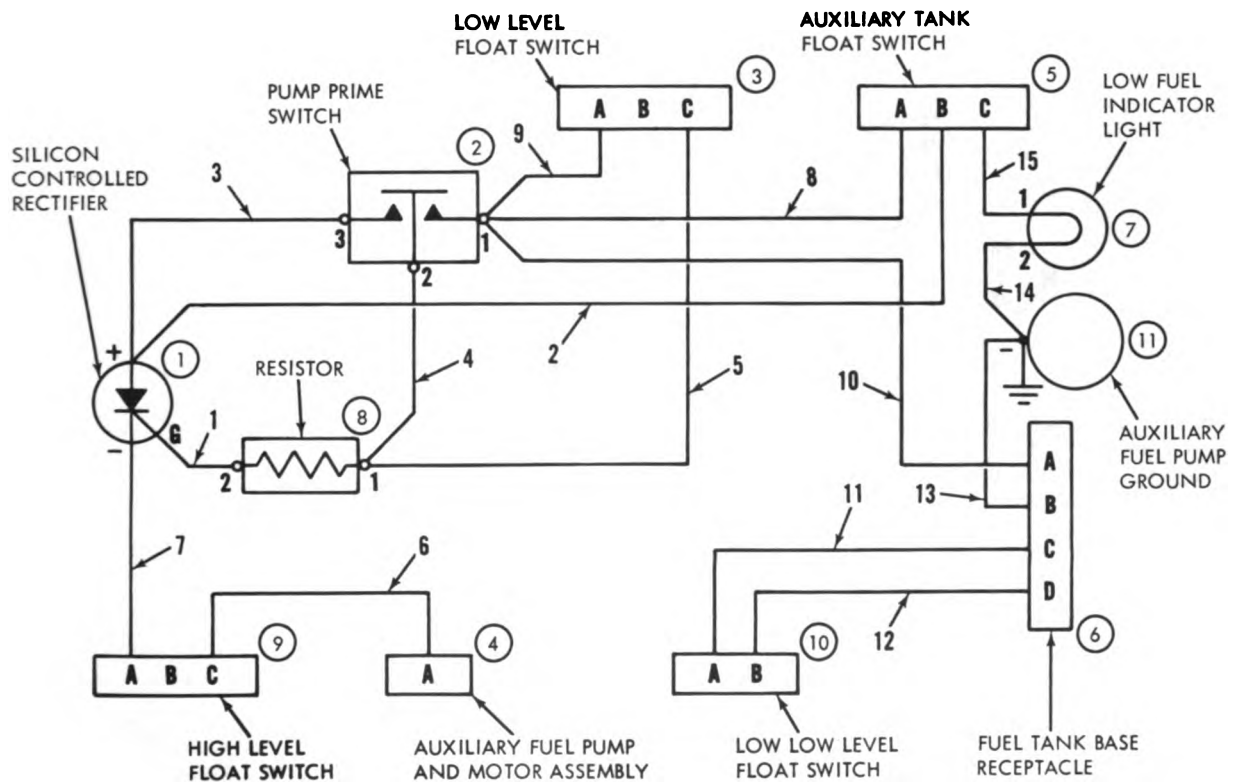 LOW LEVEL
FLOAT SWITCH
3
AUXILIARY TANK
FLOAT SWITCH
5
PUMP PRIME
SWITCH
2
A B C
A B C
LOW FUEL
INDICATOR
LIGHT
SILICON
CONTROLLED
RECTIFIER
3
9
8
15
1
7
2
3
1
2
14
2
+
1
RESISTOR
4
5
-
11
10
8
G
1
AUXILIARY
FUEL PUMP
GROUND
-
2
1
A
13
B
11
C
7
6
D
12
9
4
10
6
A B C
A
A B
HIGH LEVEL
FLOAT SWITCH
AUXILIARY FUEL PUMP
AND MOTOR ASSEMBLY
LOW LOW LEVEL
FLOAT SWITCH
FUEL TANK BASE
RECEPTACLE